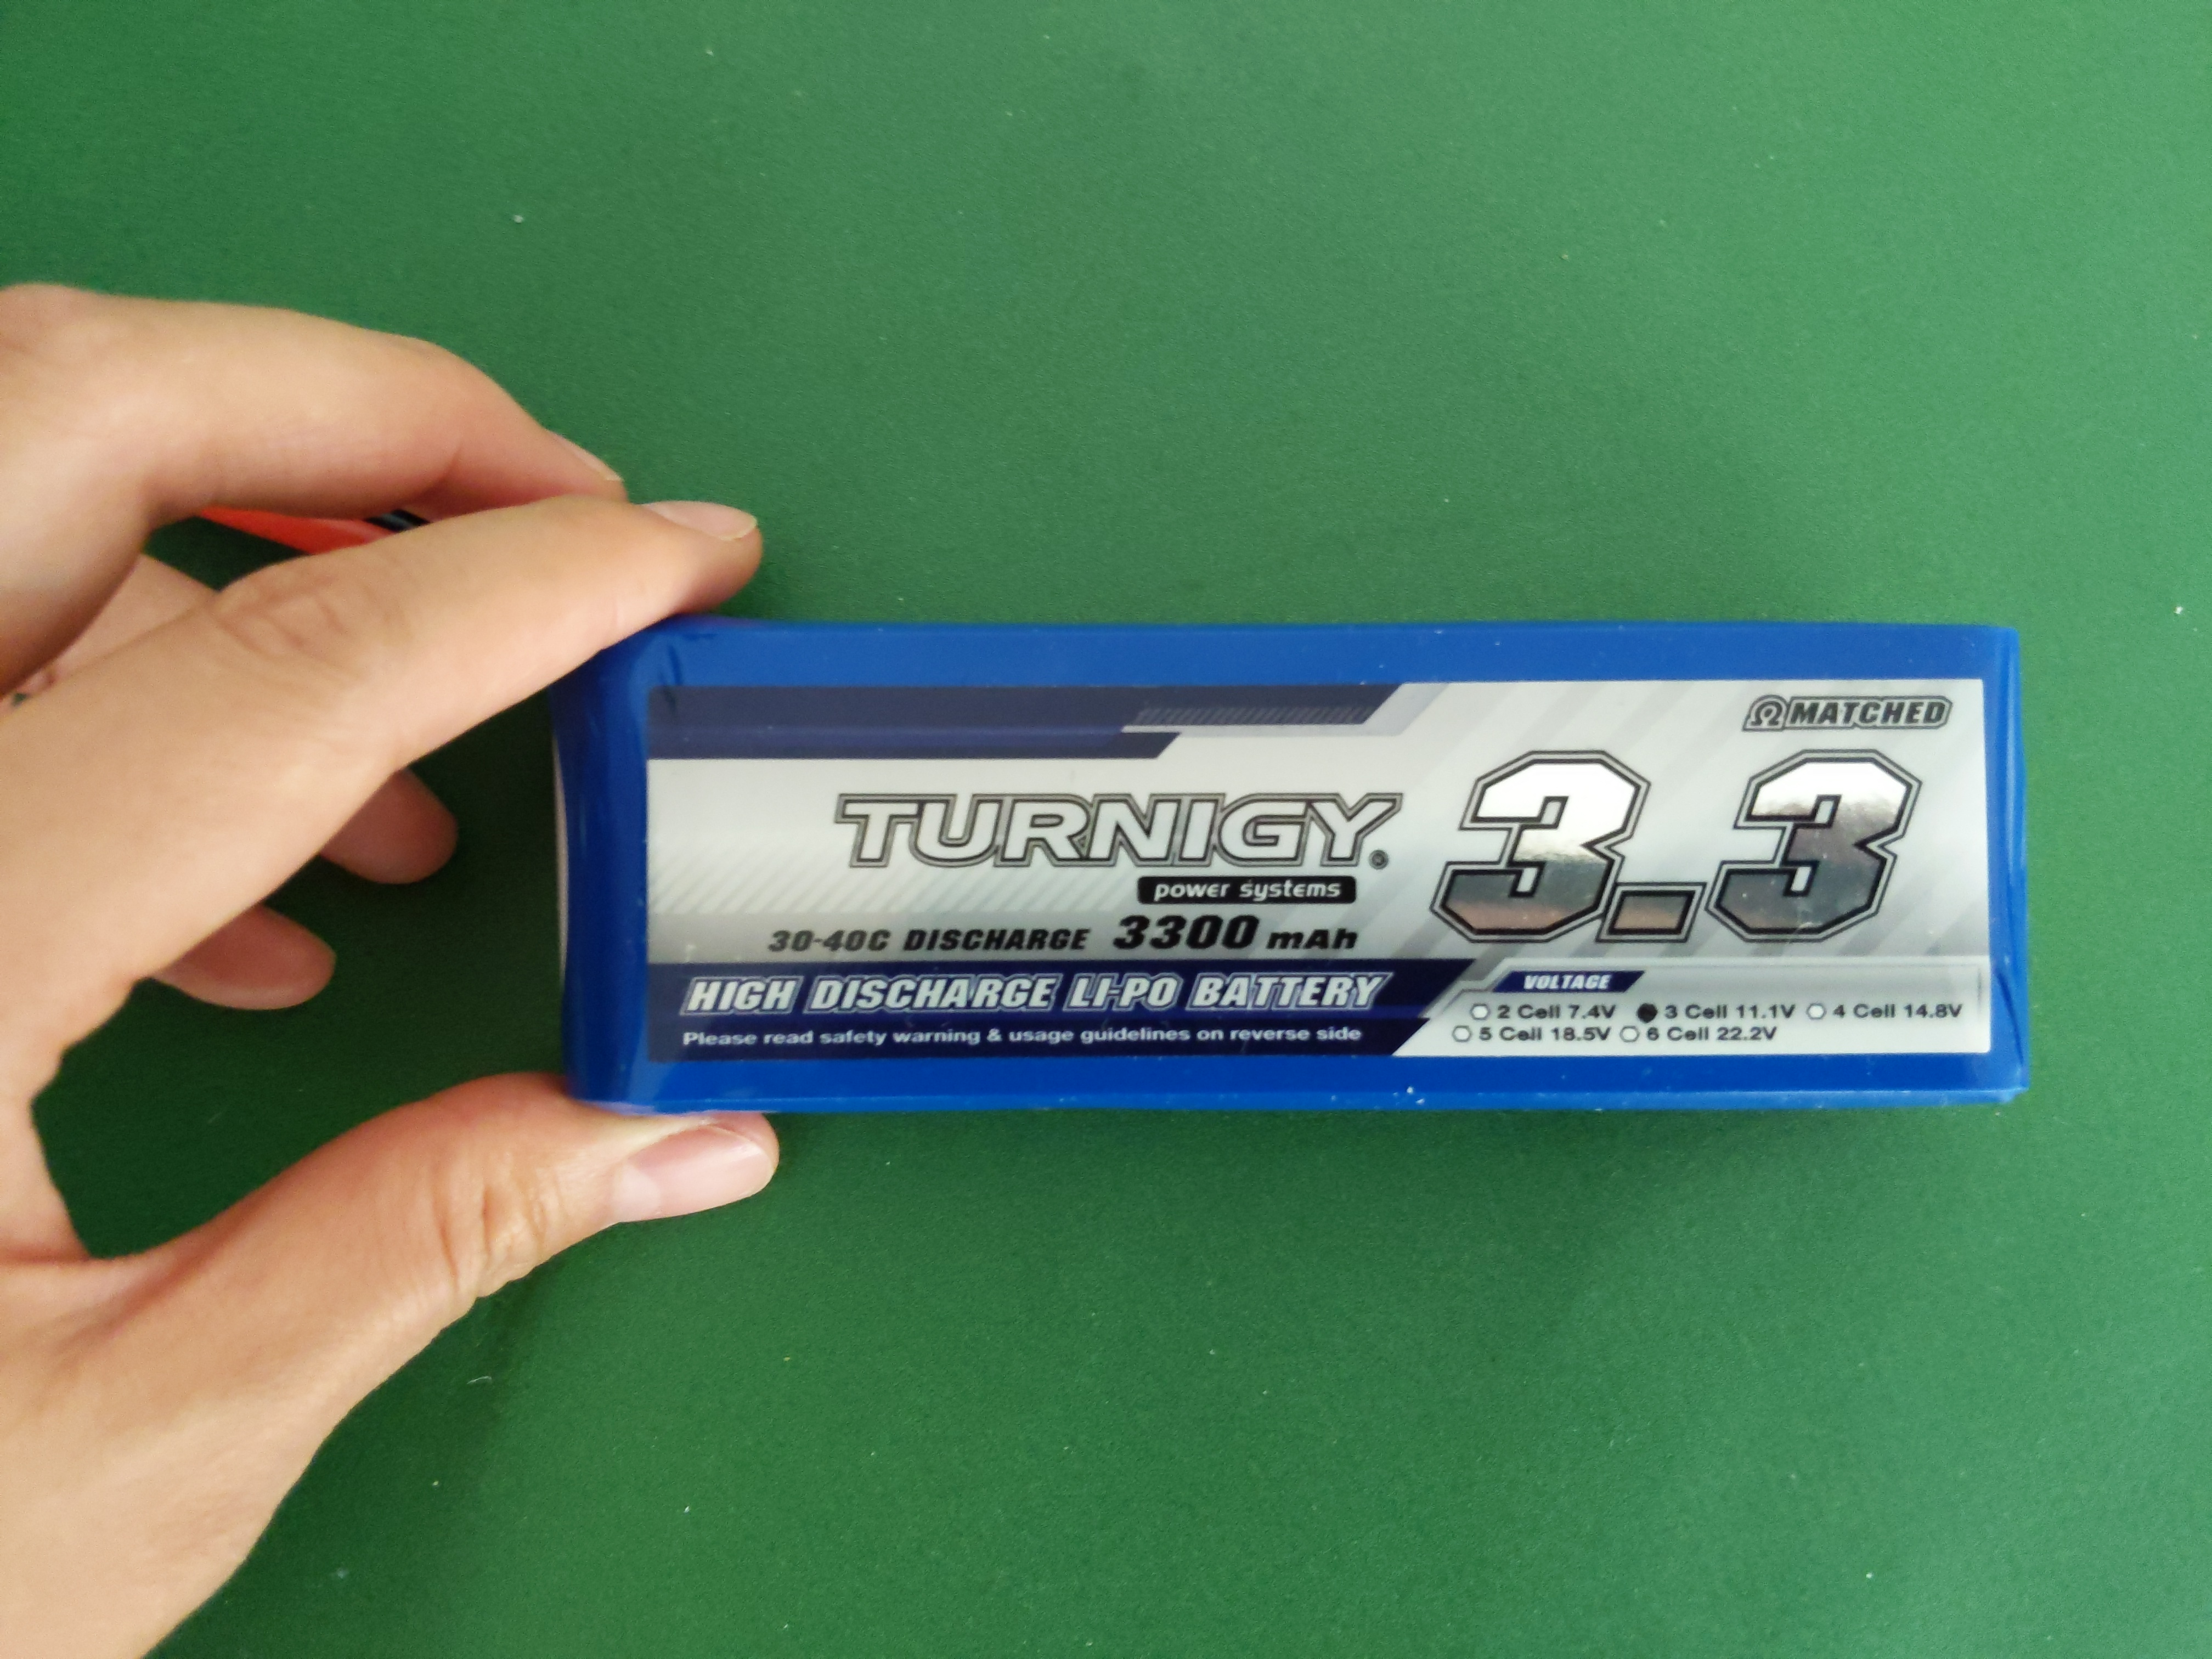 Ω MATCHED
TURNIGY®
3.3
power systems
30-40C DISCHARGE 3300 mAh
HIGH DISCHARGE LI-PO BATTERY
Please read safety warning & usage guidelines on reverse side
VOLTAGE
2 Cell 7.4V 3 Cell 11.1V 4 Cell 14.8V
5 Cell 18.5V 6 Cell 22.2V